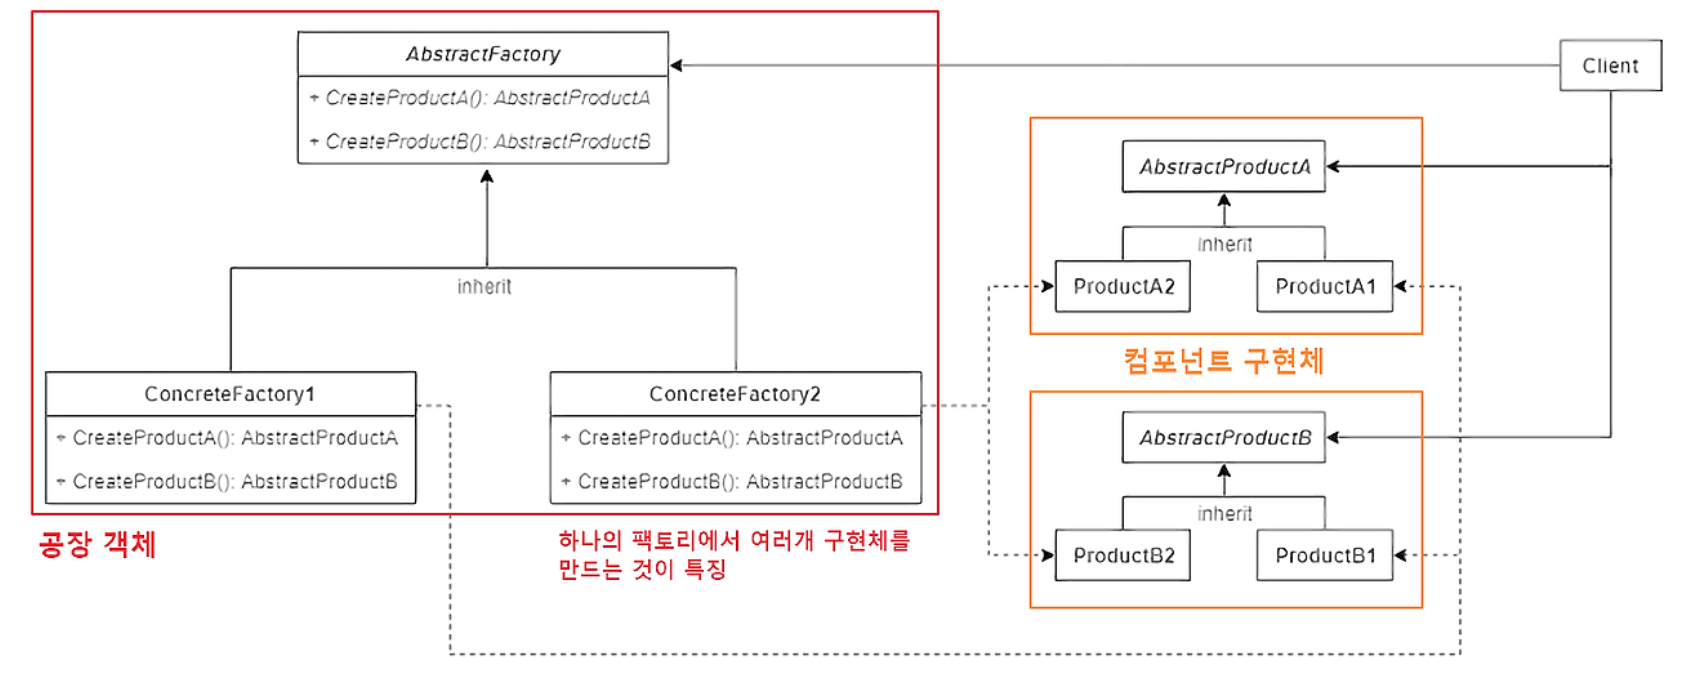 AbstractFactory
+ CreateProductA(): AbstractProductA
+ CreateProductB(): AbstractProductB
Client
AbstractProductA
inherit
ProductA2
ProductA1
컴포넌트 구현체
inherit
ConcreteFactory1
+ CreateProductA(): AbstractProductA
+ CreateProductB(): AbstractProductB
ConcreteFactory2
+ CreateProductA(): AbstractProductA
+ CreateProductB(): AbstractProductB
AbstractProductB
inherit
ProductB2
ProductB1
공장 객체
하나의 팩토리에서 여러개 구현체를
만드는 것이 특징